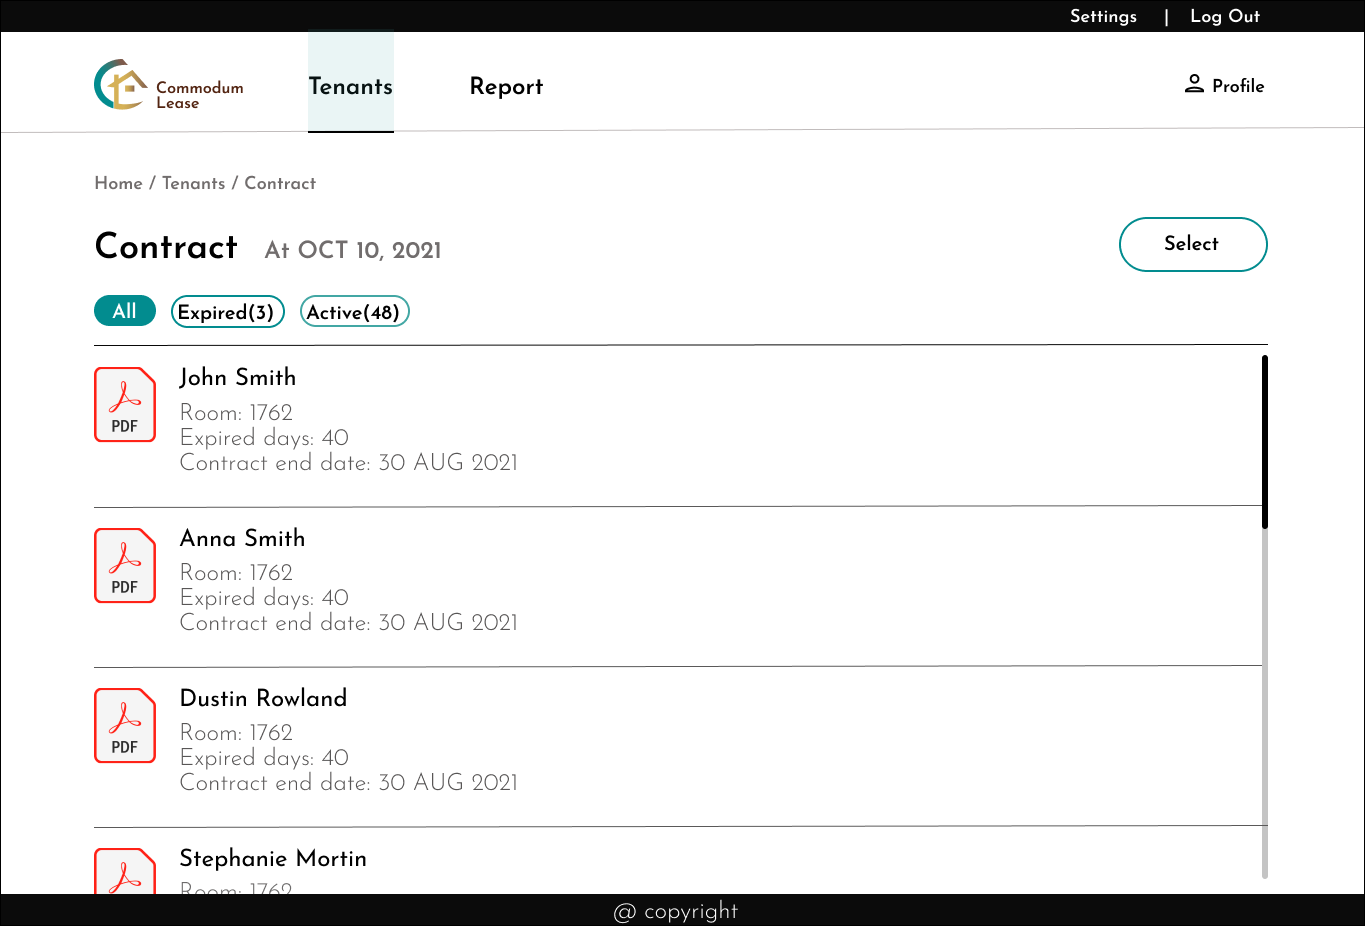 Settings | Log Out
Commodum
Lease
Tenants
Report
Profile
Home / Tenants / Contract
Contract At OCT 10, 2021
Select
All
Expired(3)
Active(48)
PDF
John Smith
Room: 1762
Expired days: 40
Contract end date: 30 AUG 2021
PDF
Anna Smith
Room: 1762
Expired days: 40
Contract end date: 30 AUG 2021
PDF
Dustin Rowland
Room: 1762
Expired days: 40
Contract end date: 30 AUG 2021
Stephanie Mortin
Room: 1762
@ copyright